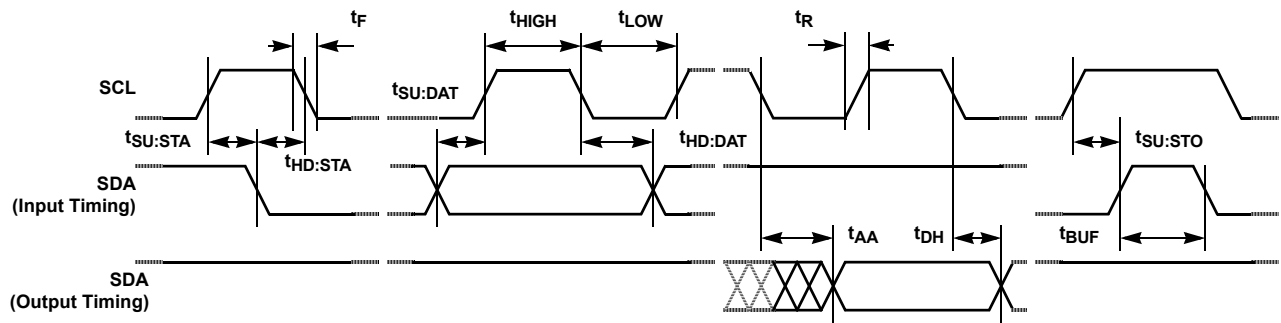 tF
tHIGH
tLOW
tR
SCL
tSU:DAT
tSU:STA
tHD:STA
tHD:DAT
tSU:STO
SDA
(Input Timing)
tAA
tDH
tBUF
SDA
(Output Timing)